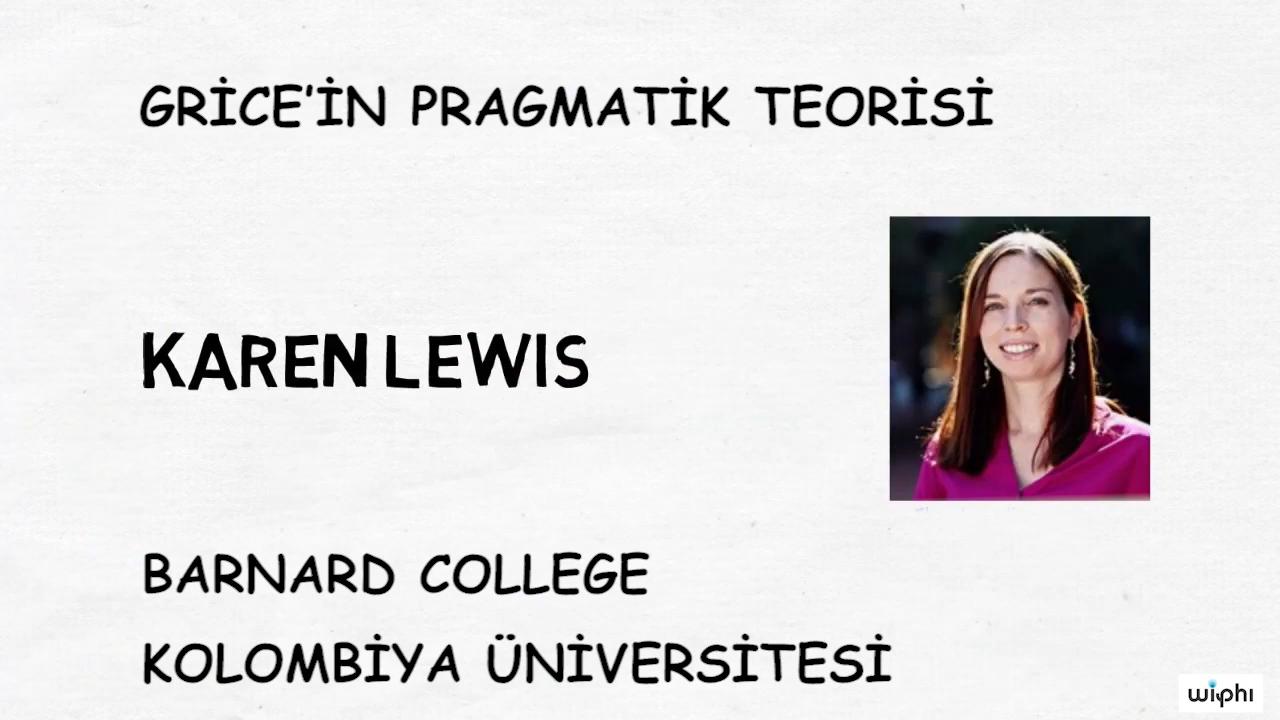 GRİCE'İN PRAGMATİK TEORİSİ
KAREN LEWIS
BARNARD COLLEGE
KOLOMBİYA ÜNİVERSİTESİ
wiphi